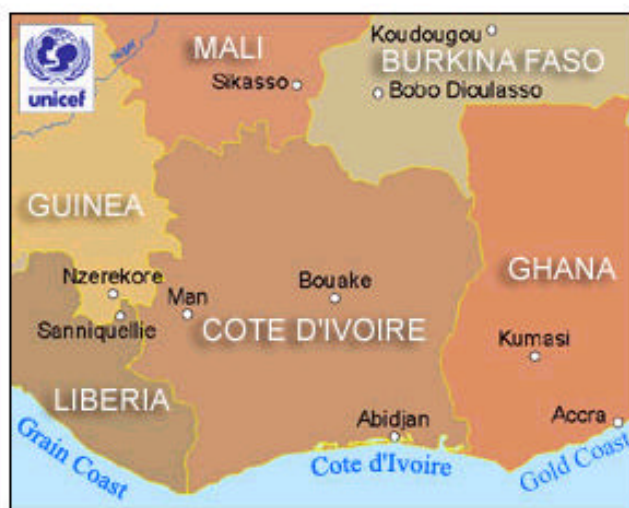 unicef
Niger
MALI
Sikasso
Koudougou
BURKINA FASO
Bobo Dioulasso
GUINEA
Nzerekore
Sanniquellie
Man
Bouake
COTE D'IVOIRE
GHANA
Kumasi
LIBERIA
Abidjan
Accra
Grain Coast
Cote d'Ivoire
Gold Coast